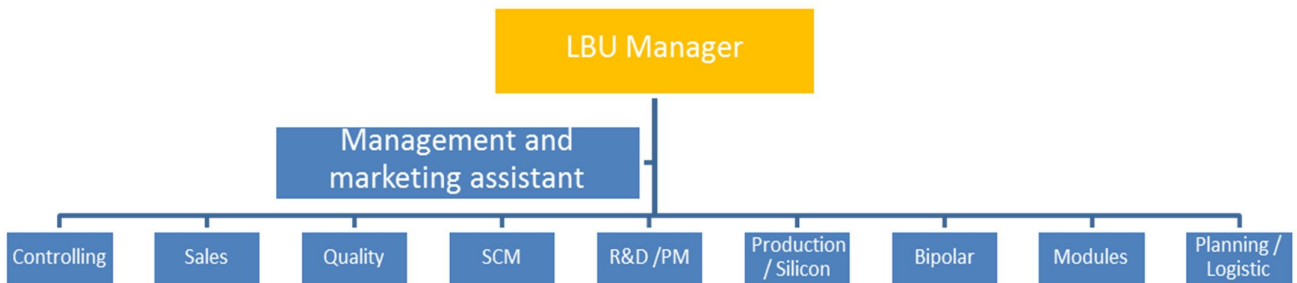 LBU Manager
Management and
marketing assistant
Controlling
Sales
Quality
SCM
R&D /PM
Production
/ Silicon
Bipolar
Modules
Planning /
Logistic